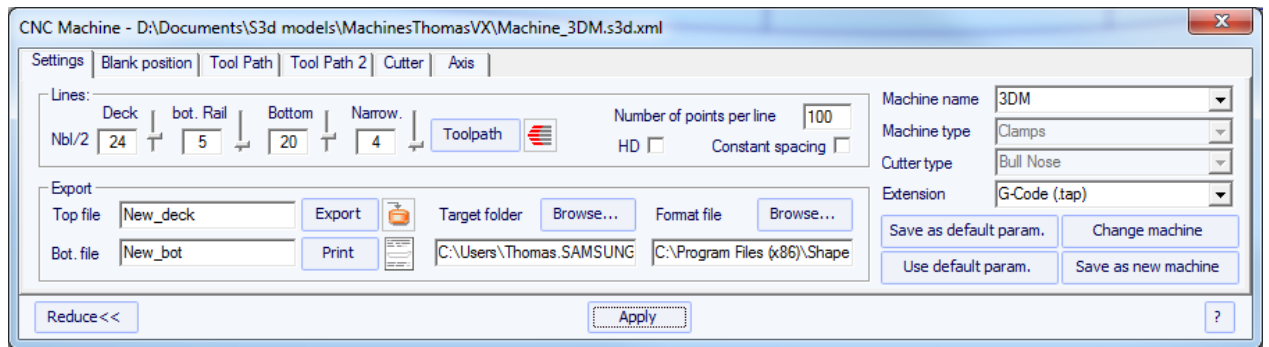 CNC Machine - D:\Documents\S3d models\MachinesThomasVX\Machine_3DM.s3d.xml
X
Settings Blank position Tool Path Tool Path 2 Cutter Axis
Lines:
Deck bot. Rail Bottom Narrow.
Nbl/2 24 5 20 4 Toolpath
Number of points per line 100
HD Constant spacing
Export
Top file New_deck Export Target folder Browse... Format file Browse...
Bot. file New_bot Print C:\Users\Thomas.SAMSUNG C:\Program Files (x86)\Shape
Machine name 3DM
Machine type Clamps
Cutter type Bull Nose
Extension G-Code (.tap)
Save as default param. Change machine
Use default param. Save as new machine
Reduce<< Apply ?